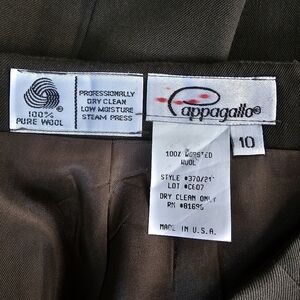 100%
PURE WOOL
PROFESSIONALLY
DRY CLEAN
LOW MOISTURE
STEAM PRESS
Pappagallo®
10
100% WORSTED
WOOL
STYLE #370/21
LOT #C607
DRY CLEAN ONLY
RN #81695
MADE IN U.S.A.